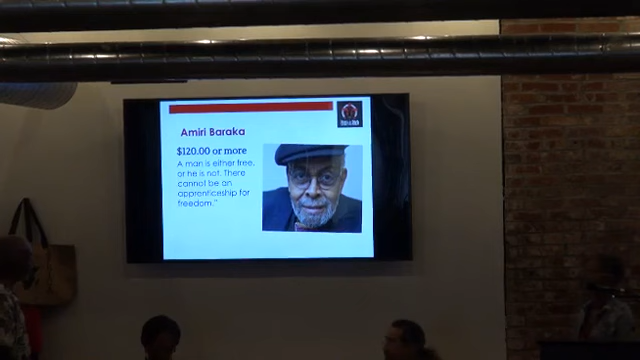 Amiri Baraka
$120.00 or more
A man is either free,
or he is not. There
cannot be an
apprenticeship for
freedom."